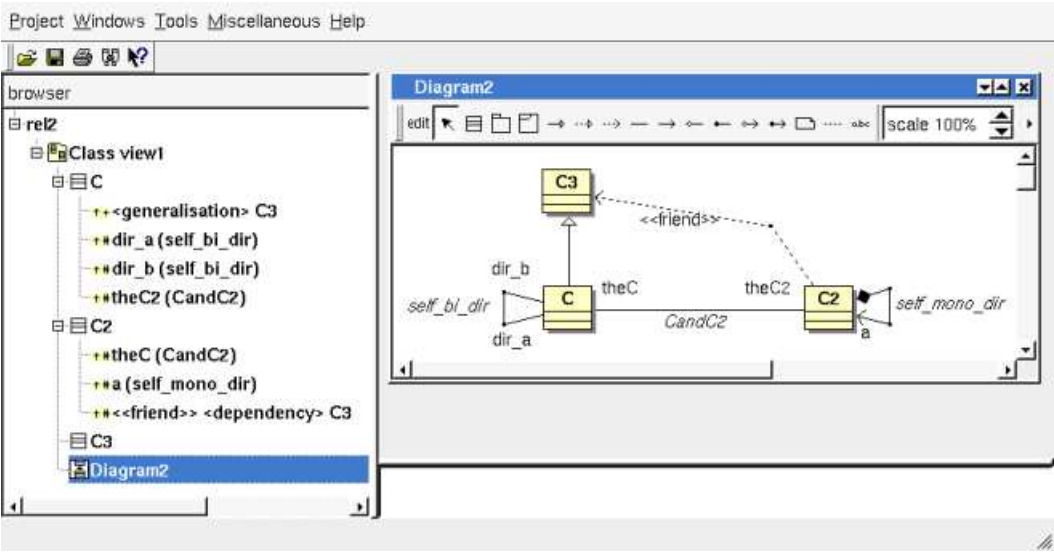 Project Windows Tools Miscellaneous Help
browser
rel2
Class view1
C
<generalisation> C3
dir_a (self_bi_dir)
dir_b (self_bi_dir)
theC2 (CandC2)
C2
theC (CandC2)
a (self_mono_dir)
<<friend>> <dependency> C3
C3
Diagram2
Diagram2
edit abc scale 100%
C3
<<friend>>
dir_b
self_bi_dir C theC theC2 C2 self_mono_dir
CandC2
dir_a a